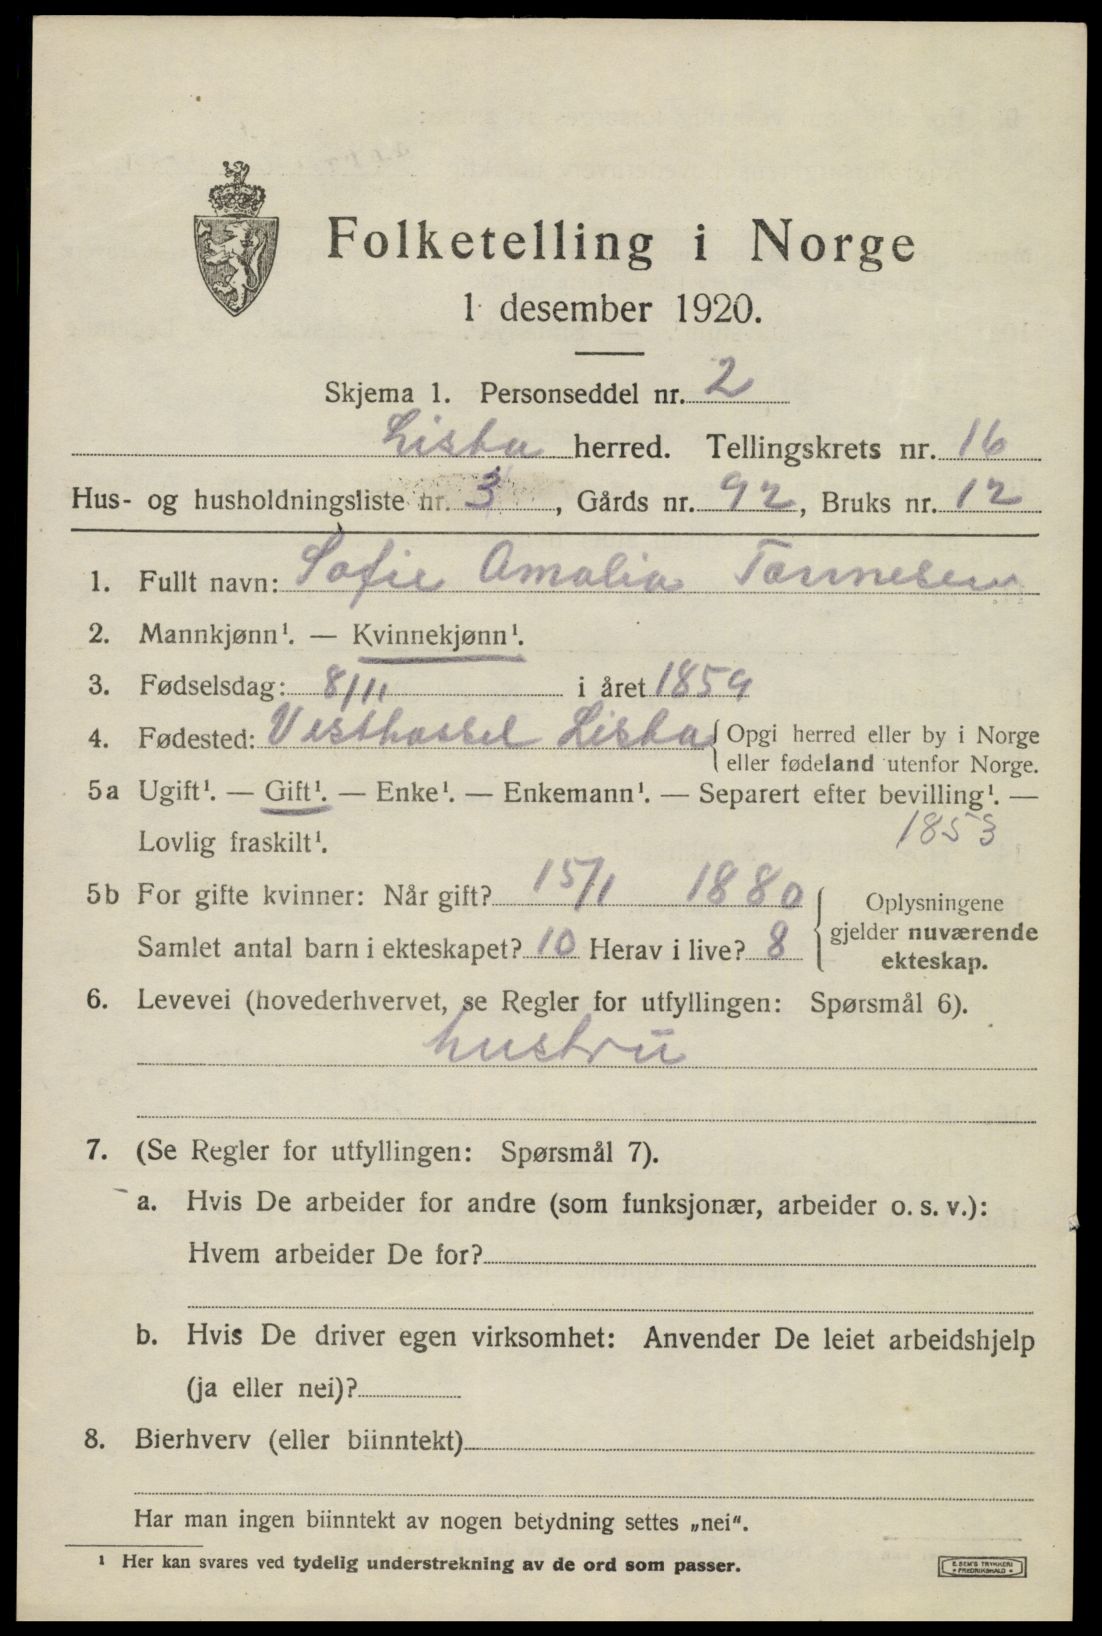 Folketelling i Norge
1 desember 1920.
Skjema 1. Personseddel nr. 2
Lista herred. Tellingskrets nr. 16
Hus- og husholdningsliste nr. 3, Gårds nr. 92, Bruks nr. 12
1. Fullt navn: Sofie Amalia Tønnesen
2. Mannkjønn¹. — Kvinnekjønn¹.
3. Fødselsdag: 8/11 i året 1859
4. Fødested: Vesthassel Lista { Opgi herred eller by i Norge
eller fødeland utenfor Norge.
5a Ugift¹. — Gift¹. — Enke¹. — Enkemann¹. — Separert efter bevilling¹. —
Lovlig fraskilt¹. 1853
5b For gifte kvinner: Når gift? 15/1 1880
Samlet antal barn i ekteskapet? 10 Herav i live? 8
} Oplysningene
gjelder nuværende
ekteskap.
6. Levevei (hovederhvervet, se Regler for utfyllingen: Spørsmål 6).
hustru
7. (Se Regler for utfyllingen: Spørsmål 7).
a. Hvis De arbeider for andre (som funksjonær, arbeider o. s. v.):
Hvem arbeider De for?
b. Hvis De driver egen virksomhet: Anvender De leiet arbeidshjelp
(ja eller nei)?
8. Bierhverv (eller biinntekt)
Har man ingen biinntekt av nogen betydning settes „nei“.
¹ Her kan svares ved tydelig understrekning av de ord som passer.
E. SEM'S TRYKKERI
• FREDRIKSHALD •